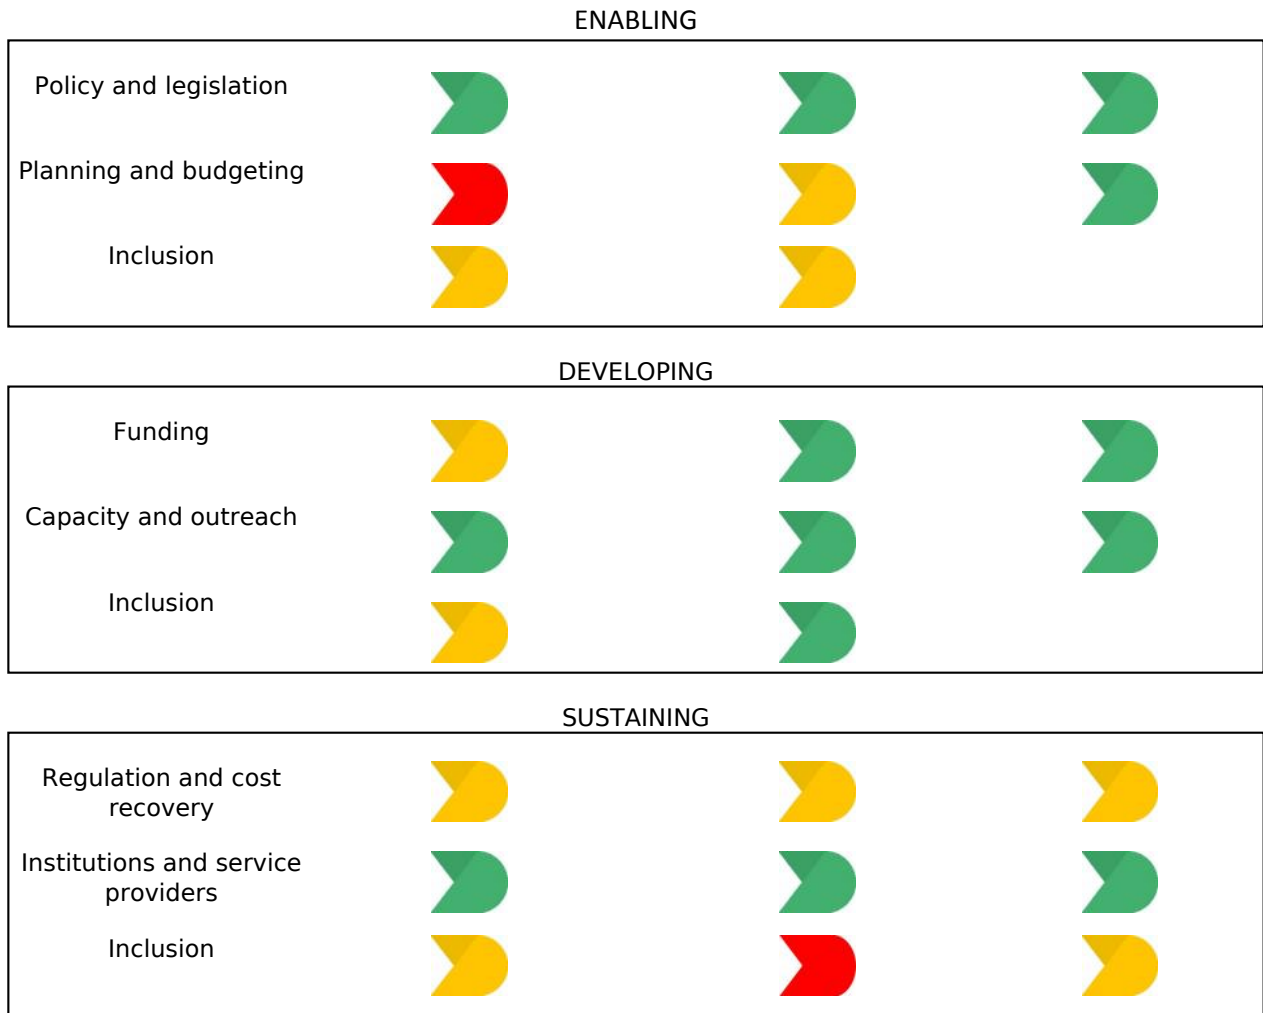 ENABLING
Policy and legislation
Planning and budgeting
Inclusion
DEVELOPING
Funding
Capacity and outreach
Inclusion
SUSTAINING
Regulation and cost
recovery
Institutions and service
providers
Inclusion